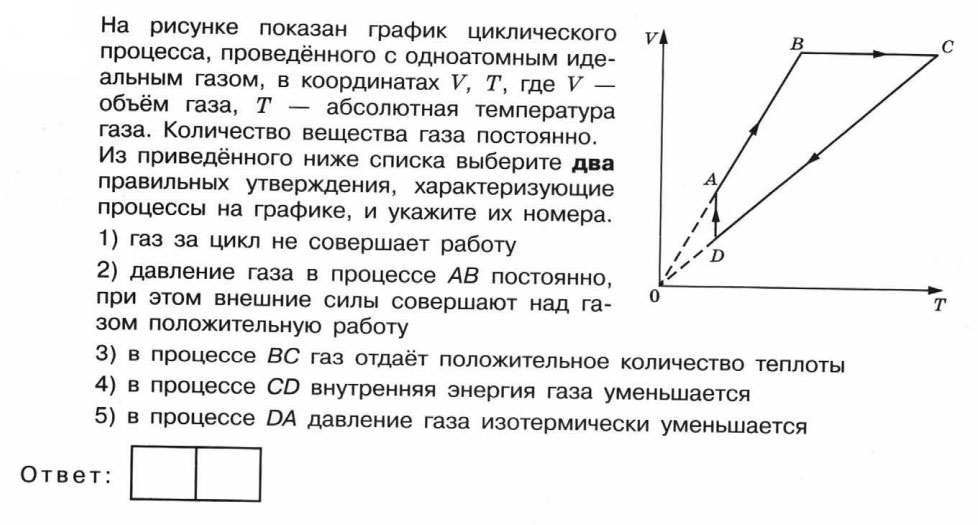 На рисунке показан график циклического
процесса, проведённого с одноатомным иде-
альным газом, в координатах V, T, где V —
объём газа, T — абсолютная температура
газа. Количество вещества газа постоянно.
Из приведённого ниже списка выберите два
правильных утверждения, характеризующие
процессы на графике, и укажите их номера.
1) газ за цикл не совершает работу
2) давление газа в процессе AB постоянно,
при этом внешние силы совершают над га-
зом положительную работу
3) в процессе BC газ отдаёт положительное количество теплоты
4) в процессе CD внутренняя энергия газа уменьшается
5) в процессе DA давление газа изотермически уменьшается
Ответ:
V
B
C
A
D
0
T